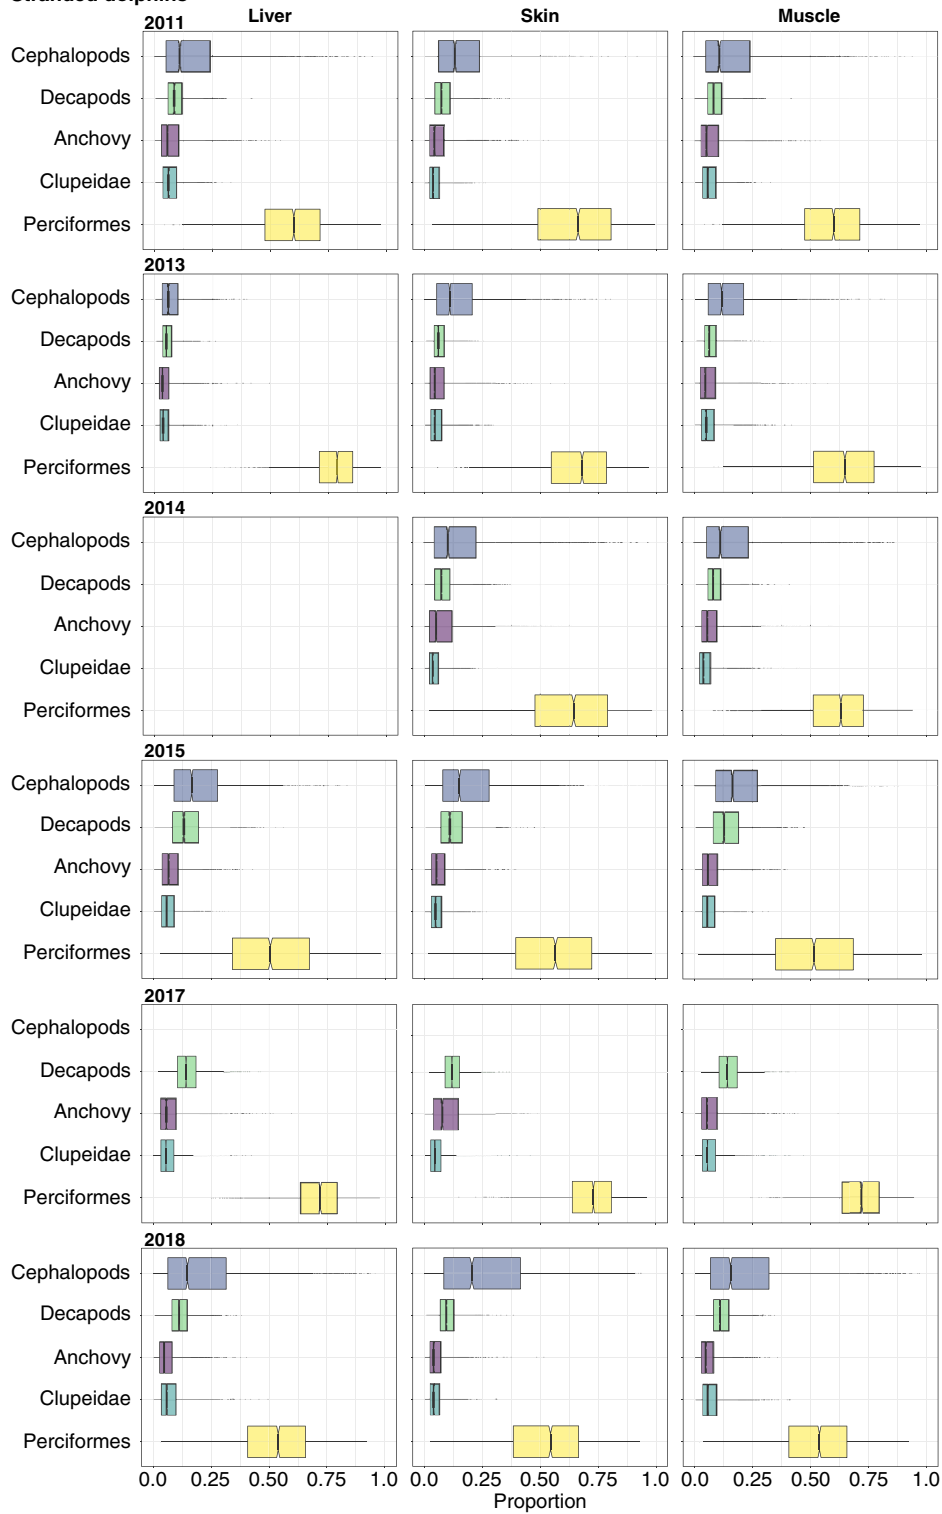 Stranded dolphins
Liver Skin Muscle
2011
Cephalopods
Decapods
Anchovy
Clupeidae
Perciformes
2013
Cephalopods
Decapods
Anchovy
Clupeidae
Perciformes
2014
Cephalopods
Decapods
Anchovy
Clupeidae
Perciformes
2015
Cephalopods
Decapods
Anchovy
Clupeidae
Perciformes
2017
Cephalopods
Decapods
Anchovy
Clupeidae
Perciformes
2018
Cephalopods
Decapods
Anchovy
Clupeidae
Perciformes
0.0 0.25 0.50 0.75 1.0 0.0 0.25 0.50 0.75 1.0 0.0 0.25 0.50 0.75 1.0
Proportion